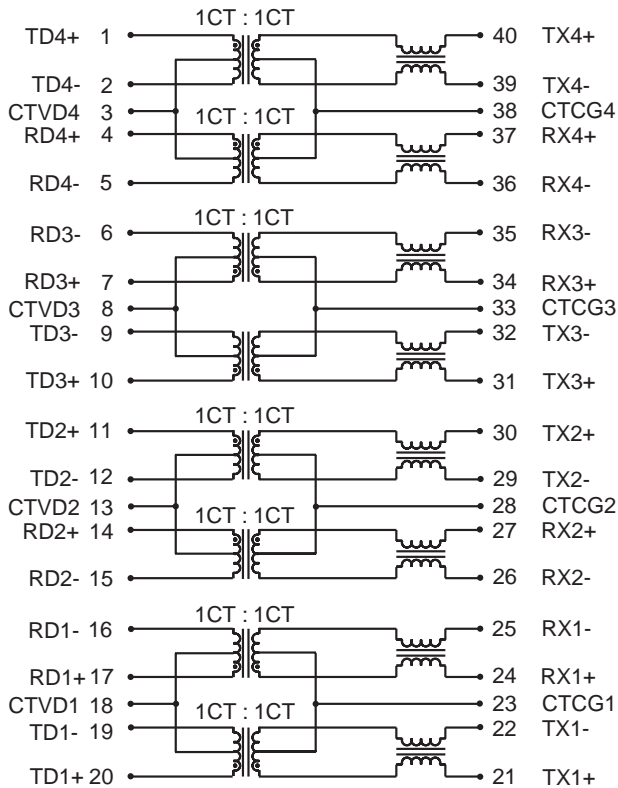 1CT : 1CT
TD4+ 1 40 TX4+
TD4- 2 39 TX4-
CTVD4 3 38 CTCG4
1CT : 1CT
RD4+ 4 37 RX4+
RD4- 5 36 RX4-
1CT : 1CT
RD3- 6 35 RX3-
RD3+ 7 34 RX3+
CTVD3 8 33 CTCG3
TD3- 9 32 TX3-
TD3+ 10 31 TX3+
1CT : 1CT
TD2+ 11 30 TX2+
TD2- 12 29 TX2-
CTVD2 13 28 CTCG2
1CT : 1CT
RD2+ 14 27 RX2+
RD2- 15 26 RX2-
1CT : 1CT
RD1- 16 25 RX1-
RD1+ 17 24 RX1+
CTVD1 18 23 CTCG1
1CT : 1CT
TD1- 19 22 TX1-
TD1+ 20 21 TX1+